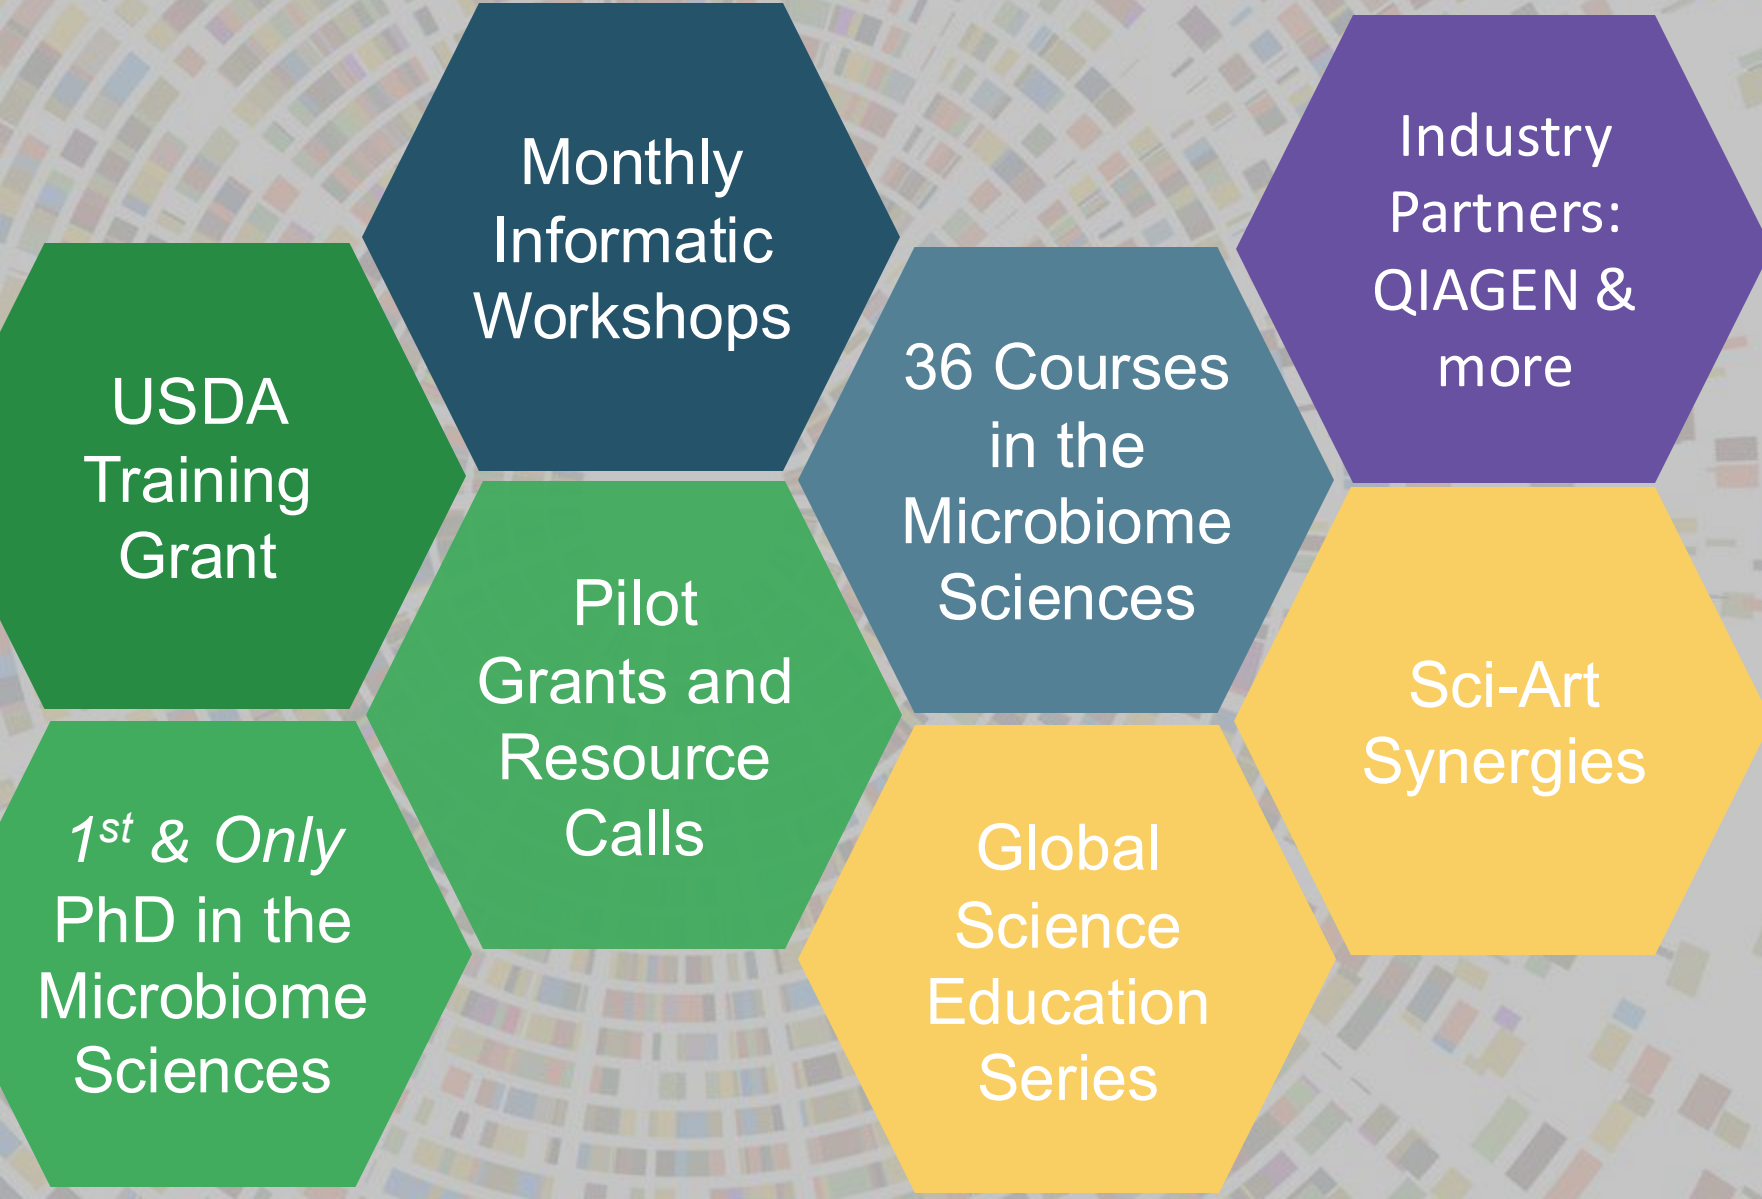 Monthly
Informatic
Workshops
Industry
Partners:
QIAGEN &
more
USDA
Training
Grant
36 Courses
in the
Microbiome
Sciences
Pilot
Grants and
Resource
Calls
Sci-Art
Synergies
1st & Only
PhD in the
Microbiome
Sciences
Global
Science
Education
Series